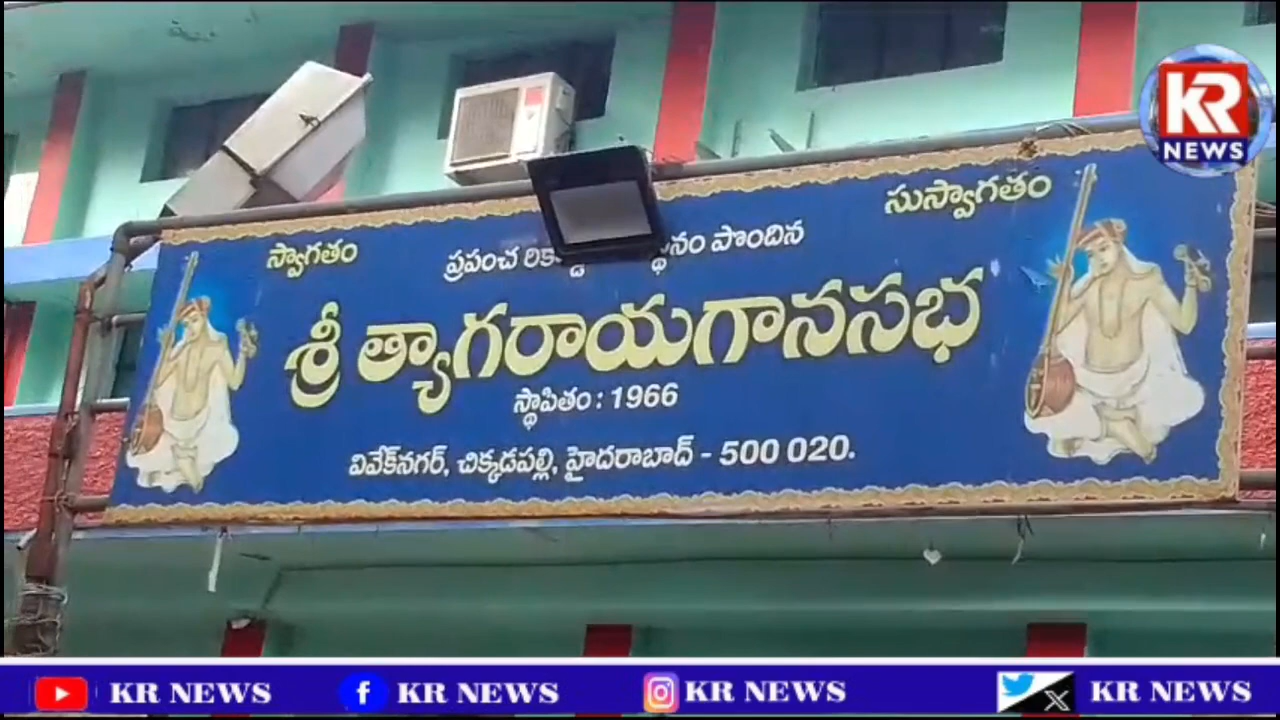 KR
NEWS
స్వాగతం
సుస్వాగతం
ప్రపంచ పొందిన
శ్రీ త్యాగరాయగానసభ
స్థాపితం : 1966
వివేక్‌నగర్, చిక్కడపల్లి, హైదరాబాద్ - 500 020.
KR NEWS KR NEWS KR NEWS KR NEWS